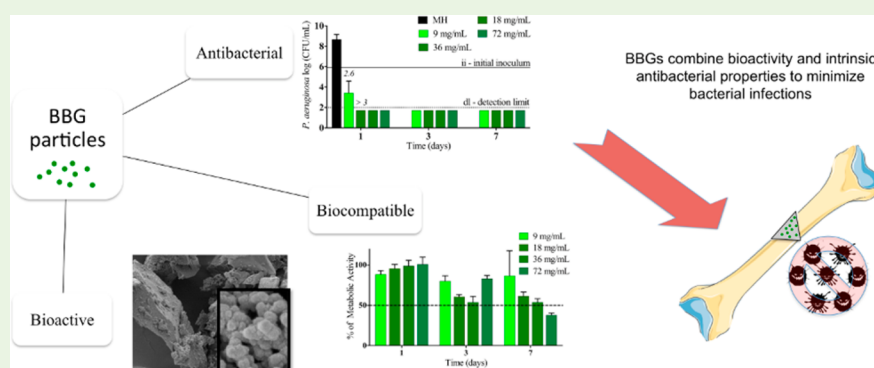 Antibacterial
BBG
particles
Biocompatible
Bioactive
P. aeruginosa log (CFU/mL)
10
8
6
4
2
0
MH
9 mg/mL
36 mg/mL
18 mg/mL
72 mg/mL
ii - initial inoculum
2.6
> 3
dl - detection limit
1
3
7
Time (days)
% of Metabolic Activity
100
50
0
9 mg/mL
18 mg/mL
36 mg/mL
72 mg/mL
1
3
7
Time (days)
BBGs combine bioactivity and intrinsic
antibacterial properties to minimize
bacterial infections